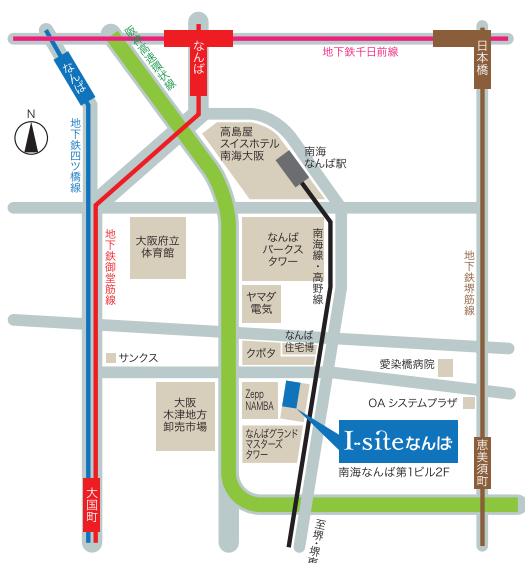 阪神高速環状線
なんば
地下鉄千日前線
日本橋
なんば
N
地下鉄四ツ橋線
高島屋
スイスホテル
南海大阪
南海
なんば駅
地下鉄御堂筋線
大阪府立
体育館
なんば
パークス
タワー
南海線・高野線
地下鉄堺筋線
ヤマダ
電気
なんば
住宅博
クボタ
サンクス
愛染橋病院
大阪
木津地方
卸売市場
Zepp
NAMBA
OA システムプラザ
なんばグランド
マスターズ
タワー
I-siteなんば
南海なんば第1ビル2F
恵美須町
大国町
至堺・堺東